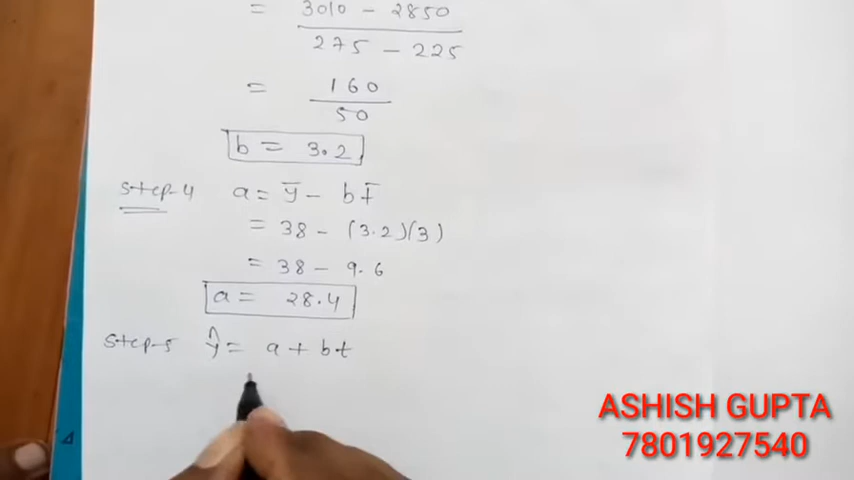 = 3010 - 2850
275 - 225
= 160
50
b = 3.2
Step-4 a = y̅ - b t̅
= 38 - (3.2)(3)
= 38 - 9.6
a = 28.4
Step-5 ŷ = a + bt
ASHISH GUPTA
7801927540